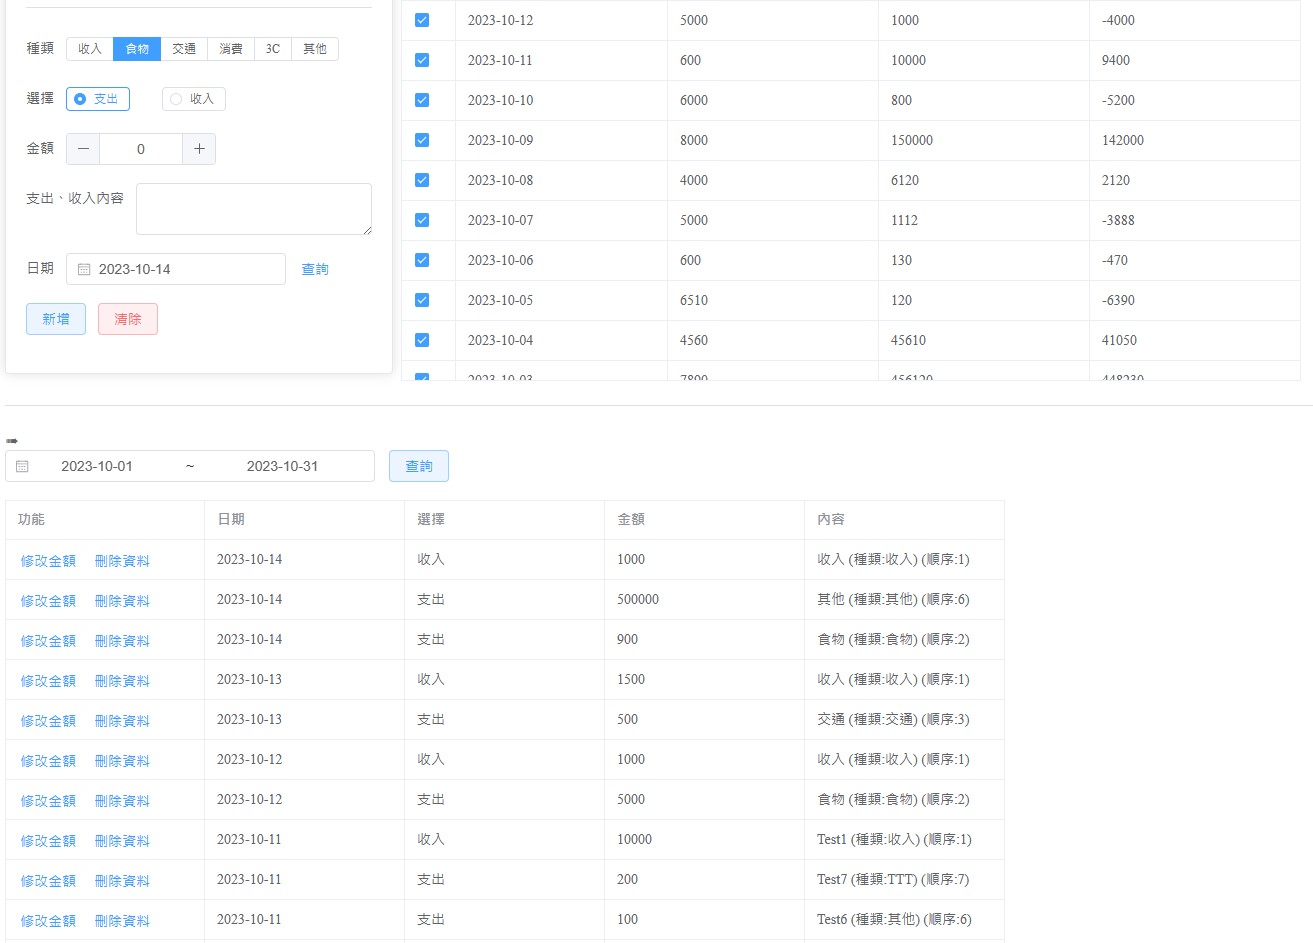 種類 收入 食物 交通 消費 3C 其他
選擇 支出 收入
金額 0
支出、收入內容
日期 2023-10-14 查詢
新增 清除
2023-10-12 5000 1000 -4000
2023-10-11 600 10000 9400
2023-10-10 6000 800 -5200
2023-10-09 8000 150000 142000
2023-10-08 4000 6120 2120
2023-10-07 5000 1112 -3888
2023-10-06 600 130 -470
2023-10-05 6510 120 -6390
2023-10-04 4560 45610 41050
2023-10-03 7890 456120 448230
2023-10-01 ~ 2023-10-31 查詢
功能 日期 選擇 金額 內容
修改金額 刪除資料 2023-10-14 收入 1000 收入 (種類:收入) (順序:1)
修改金額 刪除資料 2023-10-14 支出 500000 其他 (種類:其他) (順序:6)
修改金額 刪除資料 2023-10-14 支出 900 食物 (種類:食物) (順序:2)
修改金額 刪除資料 2023-10-13 收入 1500 收入 (種類:收入) (順序:1)
修改金額 刪除資料 2023-10-13 支出 500 交通 (種類:交通) (順序:3)
修改金額 刪除資料 2023-10-12 收入 1000 收入 (種類:收入) (順序:1)
修改金額 刪除資料 2023-10-12 支出 5000 食物 (種類:食物) (順序:2)
修改金額 刪除資料 2023-10-11 收入 10000 Test1 (種類:收入) (順序:1)
修改金額 刪除資料 2023-10-11 支出 200 Test7 (種類:TTT) (順序:7)
修改金額 刪除資料 2023-10-11 支出 100 Test6 (種類:其他) (順序:6)